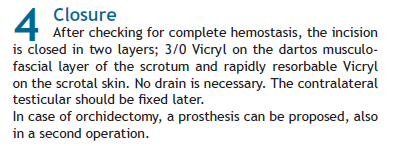 4 Closure
After checking for complete hemostasis, the incision
is closed in two layers; 3/0 Vicryl on the dartos musculo-
fascial layer of the scrotum and rapidly resorbable Vicryl
on the scrotal skin. No drain is necessary. The contralateral
testicular should be fixed later.
In case of orchidectomy, a prosthesis can be proposed, also
in a second operation.